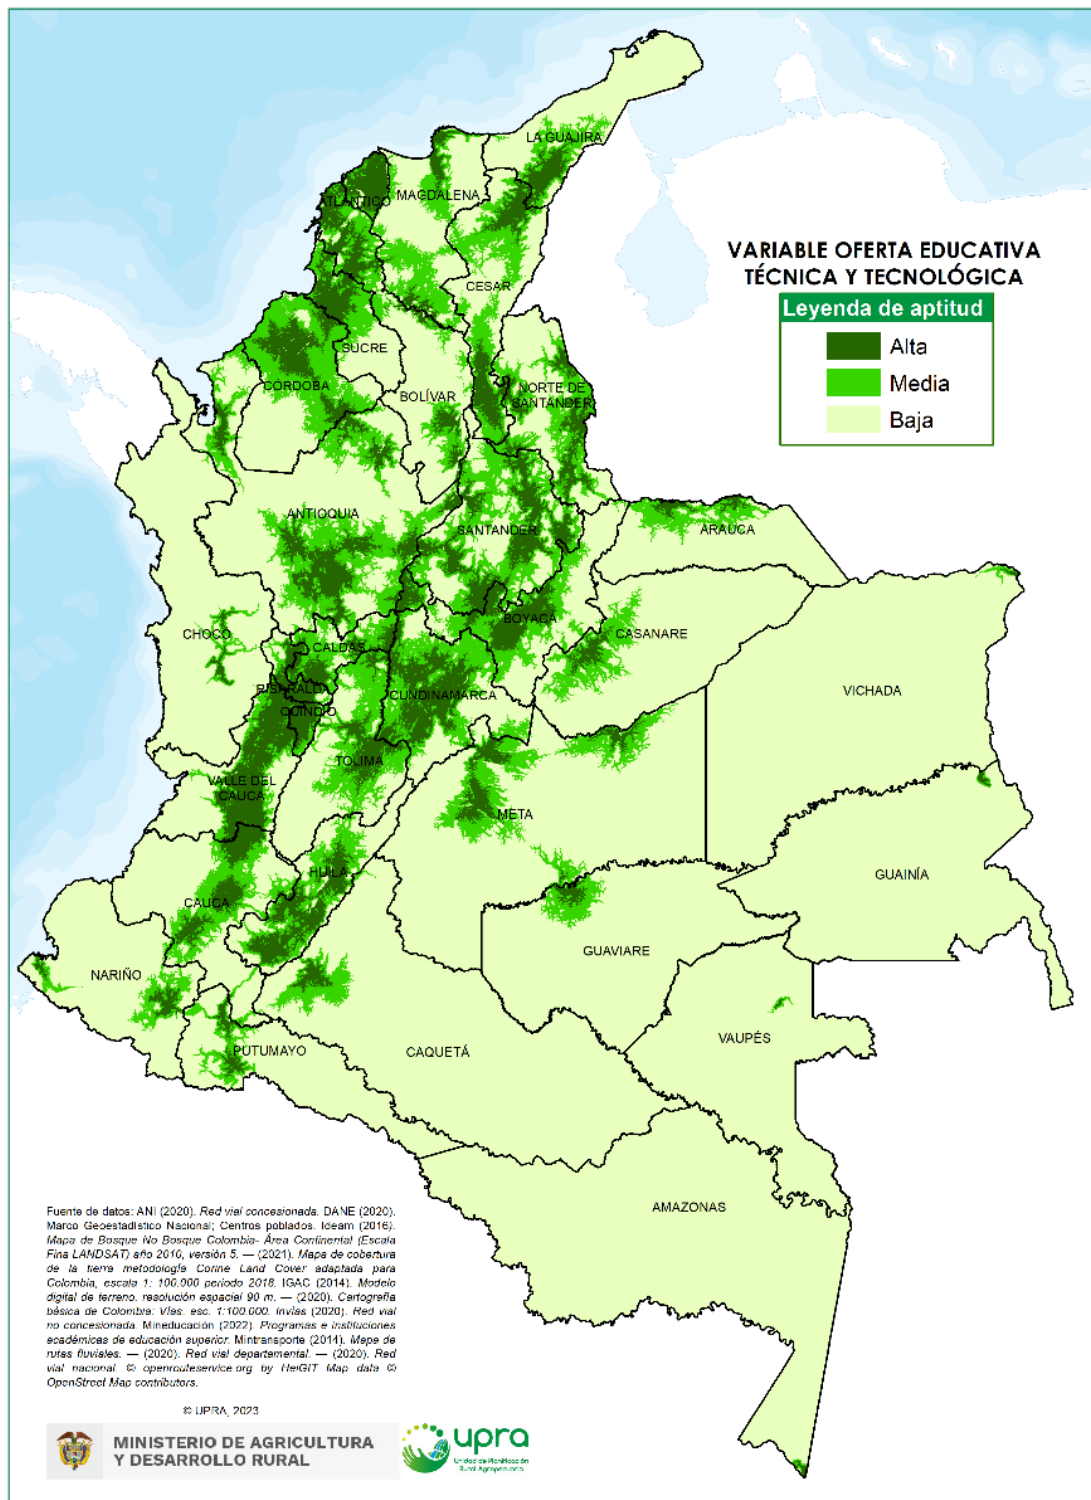 LA GUAJIRA
MAGDALENA
ATLÁNTICO
VARIABLE OFERTA EDUCATIVA
TÉCNICA Y TECNOLÓGICA
Leyenda de aptitud
Alta
Media
Baja
CESAR
SUCRE
CÓRDOBA
BOLÍVAR
NORTE DE
SANTANDER
ANTIOQUIA
SANTANDER
ARAUCA
BOYACÁ
CHOCÓ
CASANARE
CALDAS
RISARALDA
CUNDINAMARCA
VICHADA
QUINDIO
TOLIMA
VALLE DEL
CAUCA
META
HUILA
GUAINÍA
CAUCA
GUAVIARE
NARIÑO
VAUPÉS
PUTUMAYO
CAQUETÁ
AMAZONAS
Fuente de datos: ANI (2020). Red vial concesionada. DANE (2020).
Marco Geoestadístico Nacional; Centros poblados. Ideam (2016).
Mapa de Bosque No Bosque Colombia- Área Continental (Escala
Fina LANDSAT) año 2016, versión 5. — (2021). Mapa de cobertura
de la tierra metodología Corine Land Cover adaptada para
Colombia, escala 1: 100.000 periodo 2018. IGAC (2014). Modelo
digital de terreno, resolución espacial 90 m. — (2020). Cartografía
básica de Colombia: Vías. esc. 1:100.000. Invías (2020). Red vial
no concesionada. Mineducación (2022). Programas e instituciones
académicas de educación superior. Mintransporte (2014). Mapa de
rutas fluviales. — (2020). Red vial departamental. — (2020). Red
vial nacional. © openrouteservice.org by HeiGIT Map data ©
OpenStreet Map contributors.
© UPRA, 2023
MINISTERIO DE AGRICULTURA
Y DESARROLLO RURAL
upra
Unidad de Planificación
Rural Agropecuaria